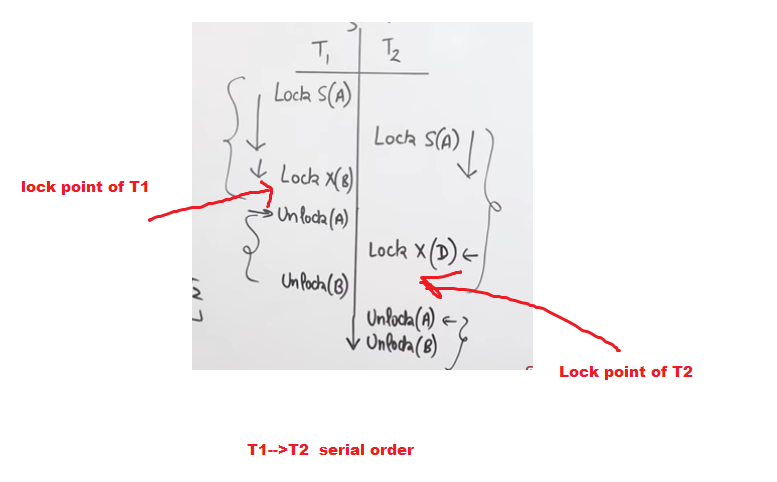 T1 T2
Lock S(A)
Lock S(A)
lock point of T1
Lock X(B)
Unlock(A)
Lock X(D)
Unlock(B)
Unlock(A)
Unlock(B)
Lock point of T2
T1-->T2 serial order